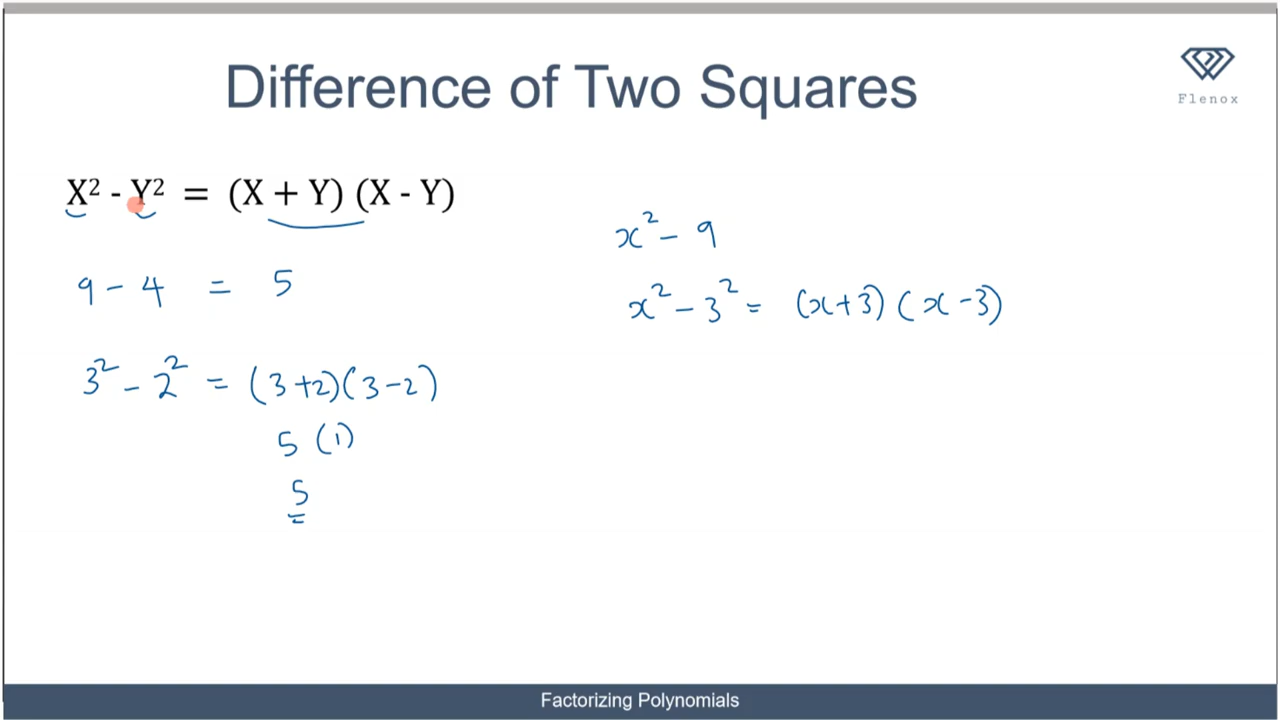 Difference of Two Squares
Flenox
X² - Y² = (X + Y) (X - Y)
9 - 4 = 5
3² - 2² = (3+2)(3-2)
5 (1)
5
x² - 9
x² - 3² = (x+3)(x-3)
Factorizing Polynomials